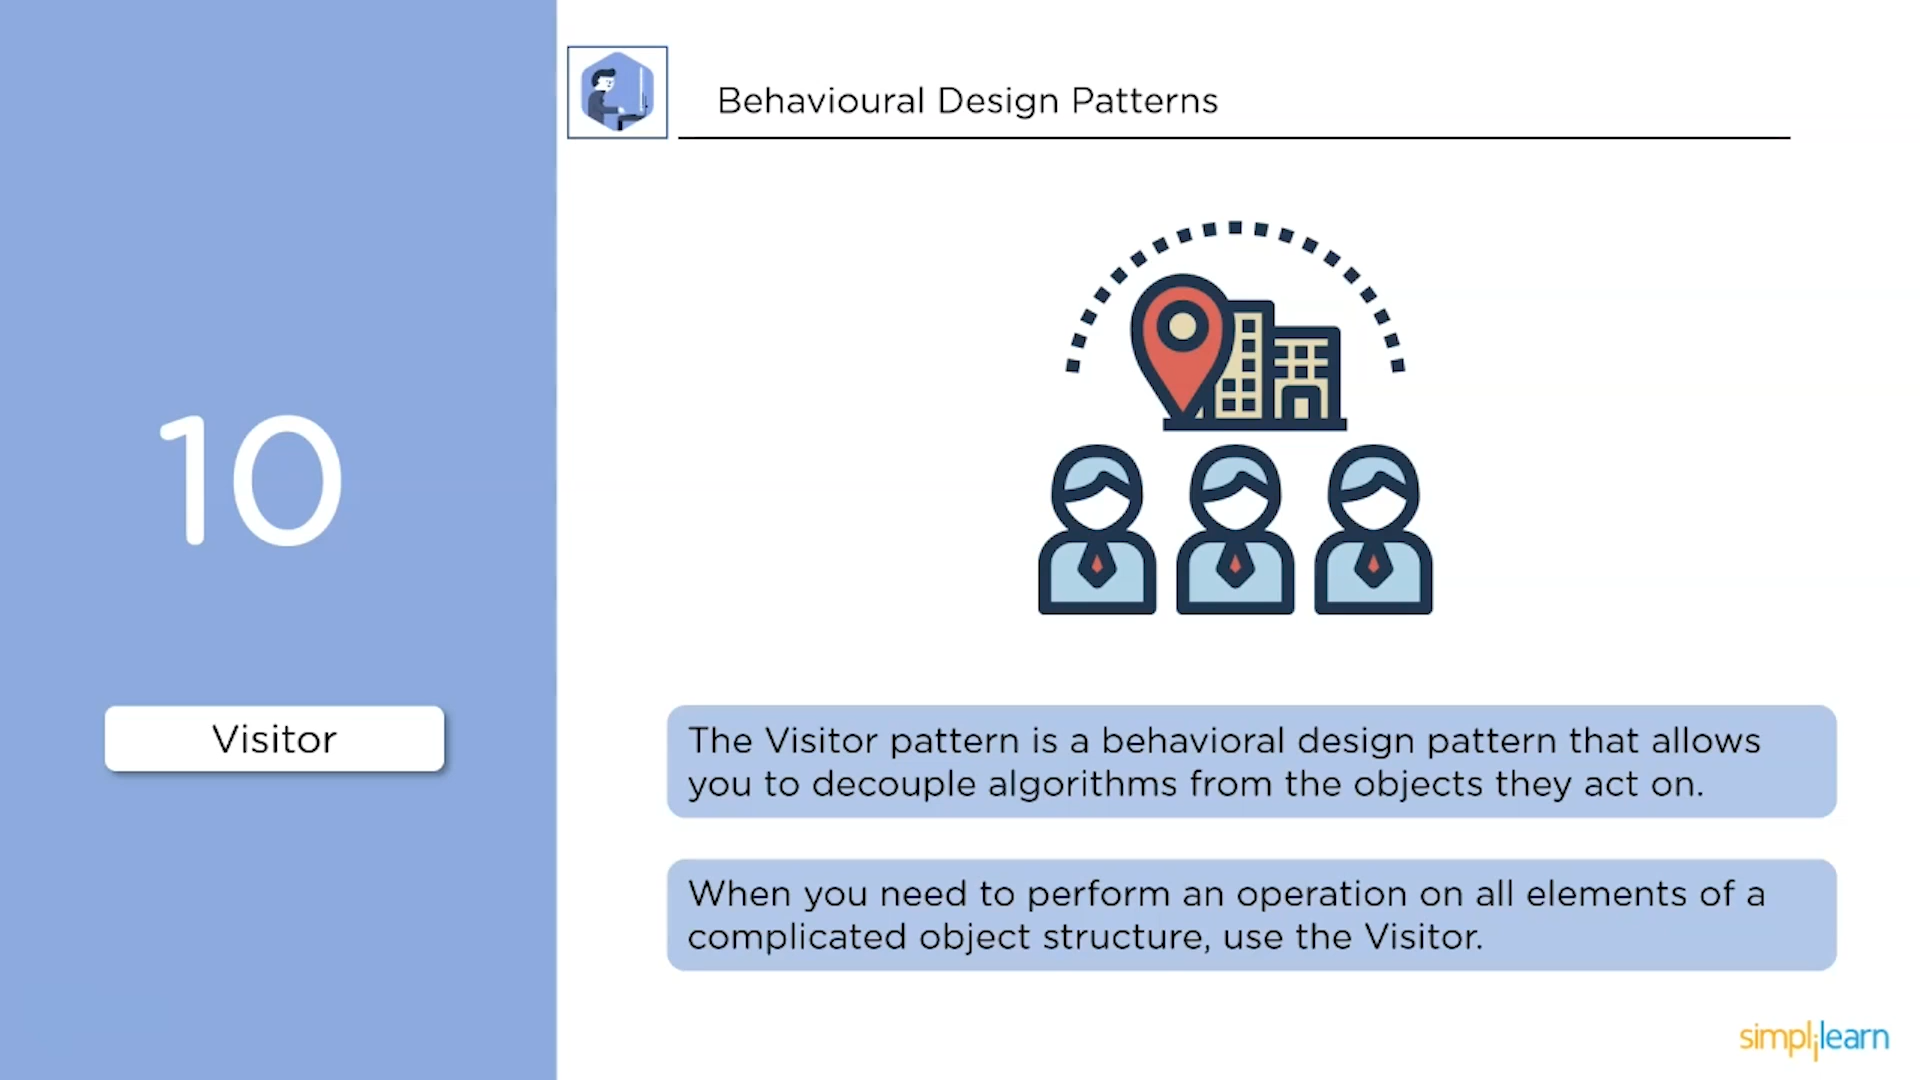 Behavioural Design Patterns
10
Visitor
The Visitor pattern is a behavioral design pattern that allows
you to decouple algorithms from the objects they act on.
When you need to perform an operation on all elements of a
complicated object structure, use the Visitor.
simplilearn